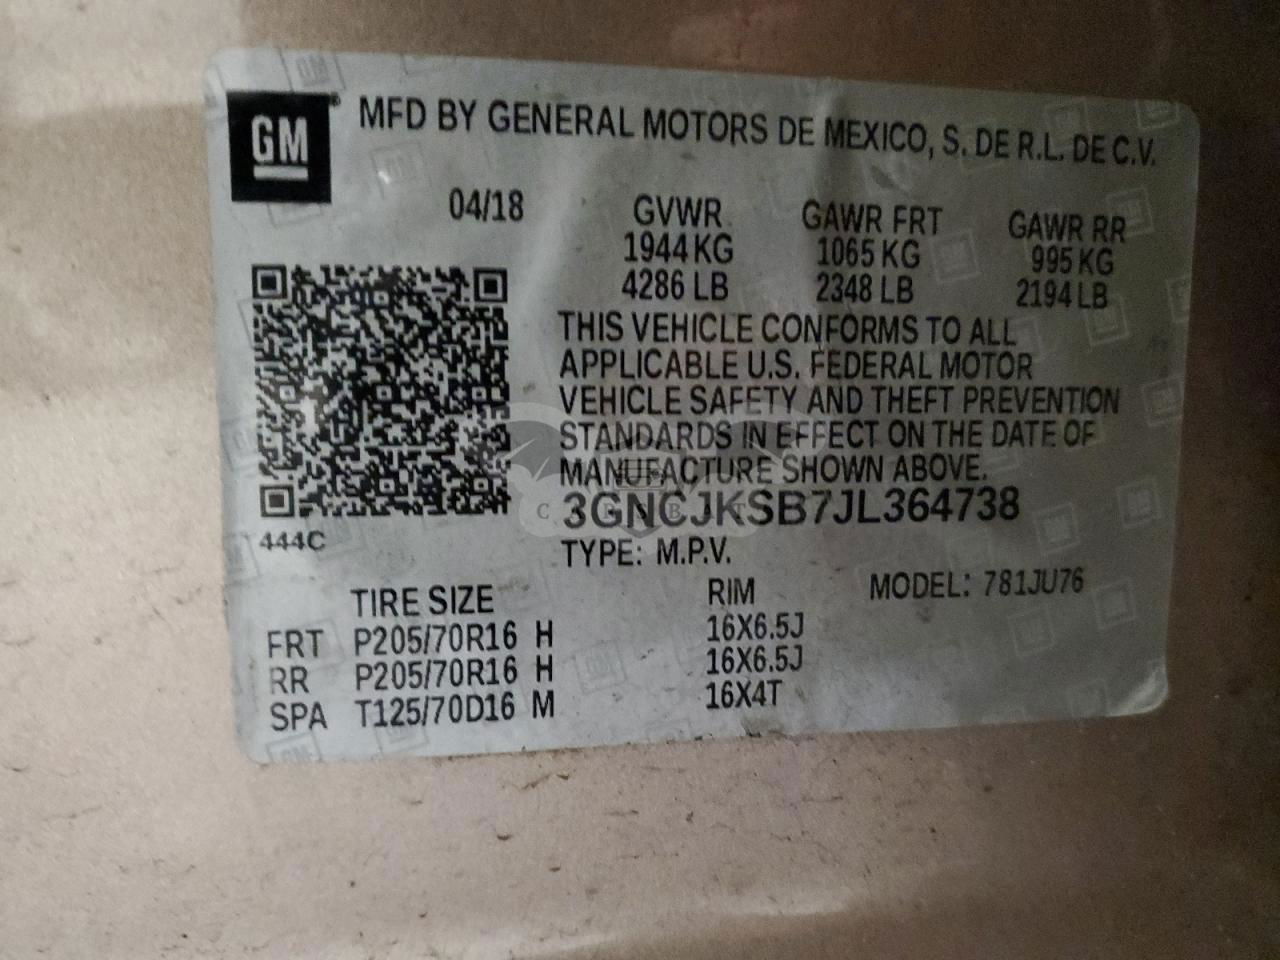 GM
MFD BY GENERAL MOTORS DE MEXICO, S. DE R.L. DE C.V.
04/18 GVWR GAWR FRT GAWR RR
1944 KG 1065 KG 995 KG
4286 LB 2348 LB 2194 LB
THIS VEHICLE CONFORMS TO ALL
APPLICABLE U.S. FEDERAL MOTOR
VEHICLE SAFETY AND THEFT PREVENTION
STANDARDS IN EFFECT ON THE DATE OF
MANUFACTURE SHOWN ABOVE.
3GNCJKSB7JL364738
444C
TYPE: M.P.V.
TIRE SIZE RIM MODEL: 781JU76
FRT P205/70R16 H 16X6.5J
RR P205/70R16 H 16X6.5J
SPA T125/70D16 M 16X4T